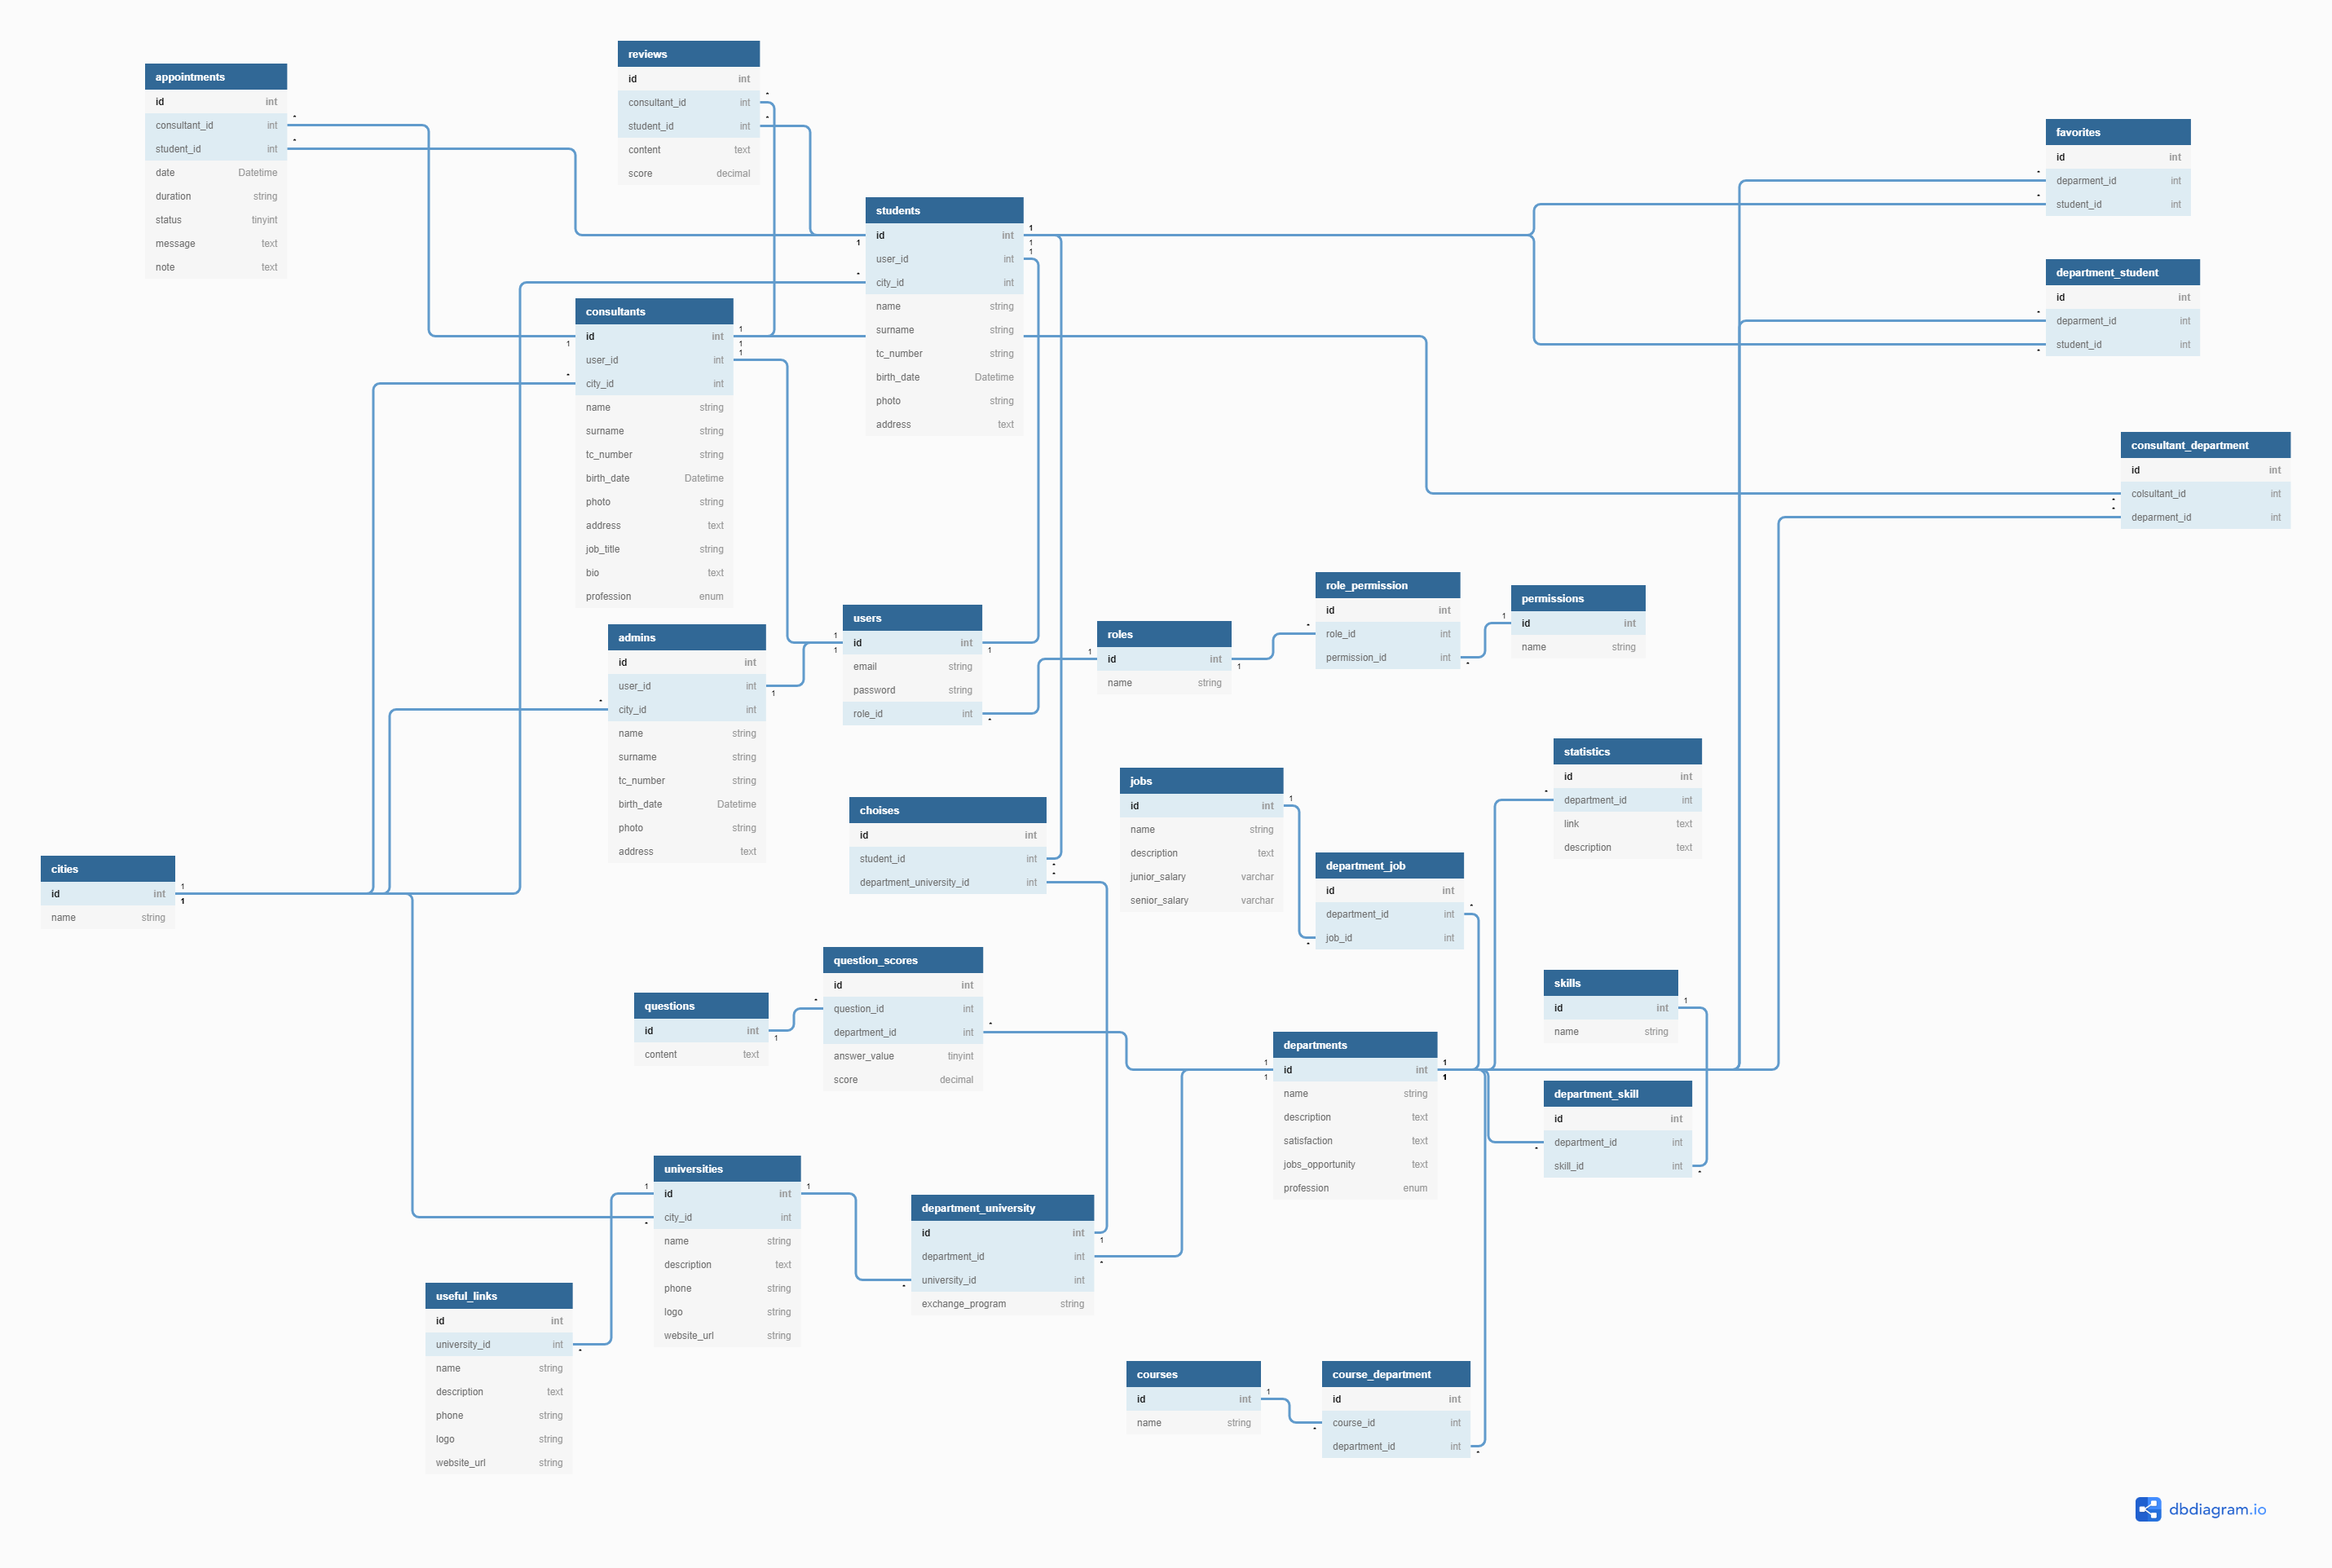 reviews
id int
consultant_id int
student_id int
content text
score decimal
appointments
id int
consultant_id int
student_id int
date Datetime
duration string
status tinyint
message text
note text
favorites
id int
deparment_id int
student_id int
students
id int
user_id int
city_id int
name string
surname string
tc_number string
birth_date Datetime
photo string
address text
department_student
id int
deparment_id int
student_id int
consultants
id int
user_id int
city_id int
name string
surname string
tc_number string
birth_date Datetime
photo string
address text
job_title string
bio text
profession enum
consultant_department
id int
colsultant_id int
deparment_id int
role_permission
id int
role_id int
permission_id int
permissions
id int
name string
users
id int
email string
password string
role_id int
roles
id int
name string
admins
id int
user_id int
city_id int
name string
surname string
tc_number string
birth_date Datetime
photo string
address text
statistics
id int
department_id int
link text
description text
jobs
id int
name string
description text
junior_salary varchar
senior_salary varchar
choises
id int
student_id int
department_university_id int
department_job
id int
department_id int
job_id int
cities
id int
name string
question_scores
id int
question_id int
department_id int
answer_value tinyint
score decimal
skills
id int
name string
questions
id int
content text
departments
id int
name string
description text
satisfaction text
jobs_opportunity text
profession enum
department_skill
id int
department_id int
skill_id int
universities
id int
city_id int
name string
description text
phone string
logo string
website_url string
department_university
id int
department_id int
university_id int
exchange_program string
useful_links
id int
university_id int
name string
description text
phone string
logo string
website_url string
courses
id int
name string
course_department
id int
course_id int
department_id int
dbdiagram.io